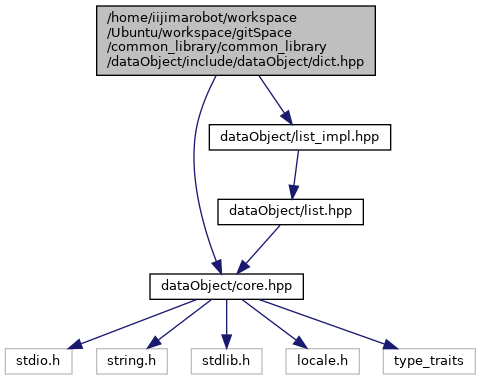 /home/iijimarobot/workspace
/Ubuntu/workspace/gitSpace
/common_library/common_library
/dataObject/include/dataObject/dict.hpp
dataObject/list_impl.hpp
dataObject/list.hpp
dataObject/core.hpp
stdio.h
string.h
stdlib.h
locale.h
type_traits